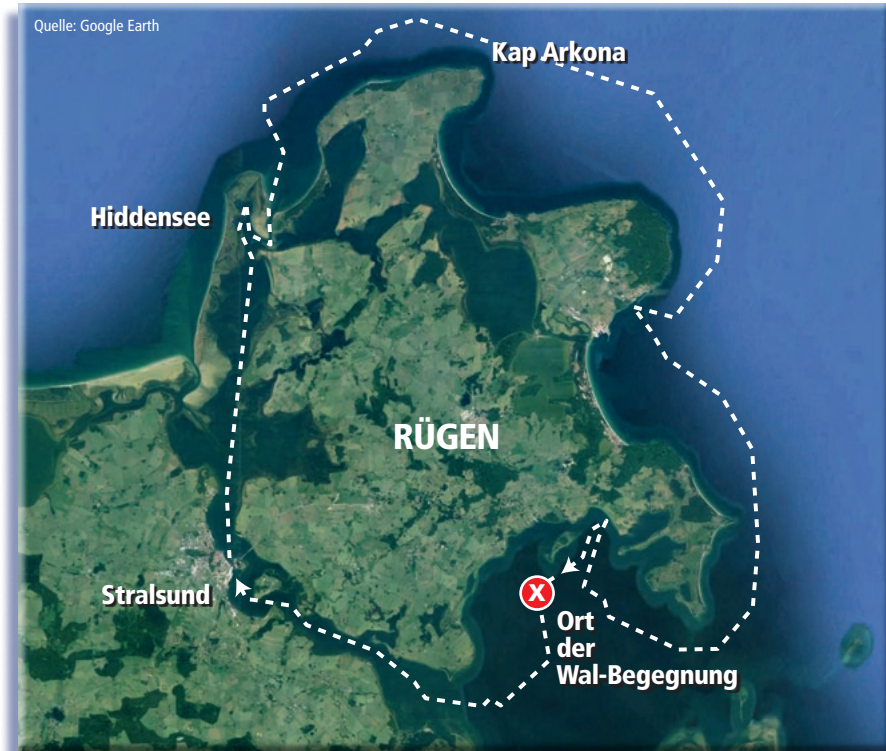 Quelle: Google Earth
Kap Arkona
Hiddensee
RÜGEN
Stralsund
X
Ort
der
Wal-Begegnung